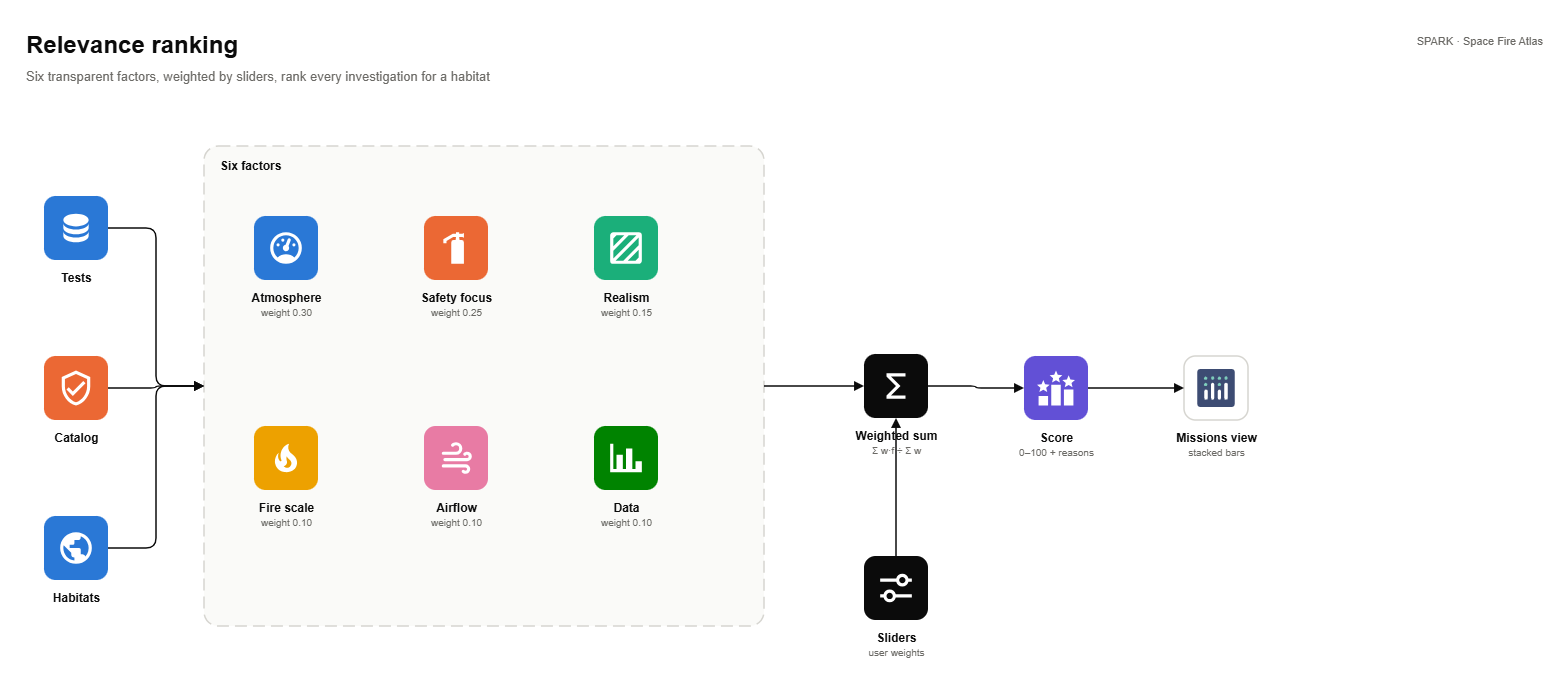 Relevance ranking
SPARK · Space Fire Atlas
Six transparent factors, weighted by sliders, rank every investigation for a habitat
Six factors
Tests
Catalog
Habitats
Atmosphere
weight 0.30
Safety focus
weight 0.25
Realism
weight 0.15
Fire scale
weight 0.10
Airflow
weight 0.10
Data
weight 0.10
Σ
Weighted sum
Σ w·f ÷ Σ w
Score
0–100 + reasons
Missions view
stacked bars
Sliders
user weights